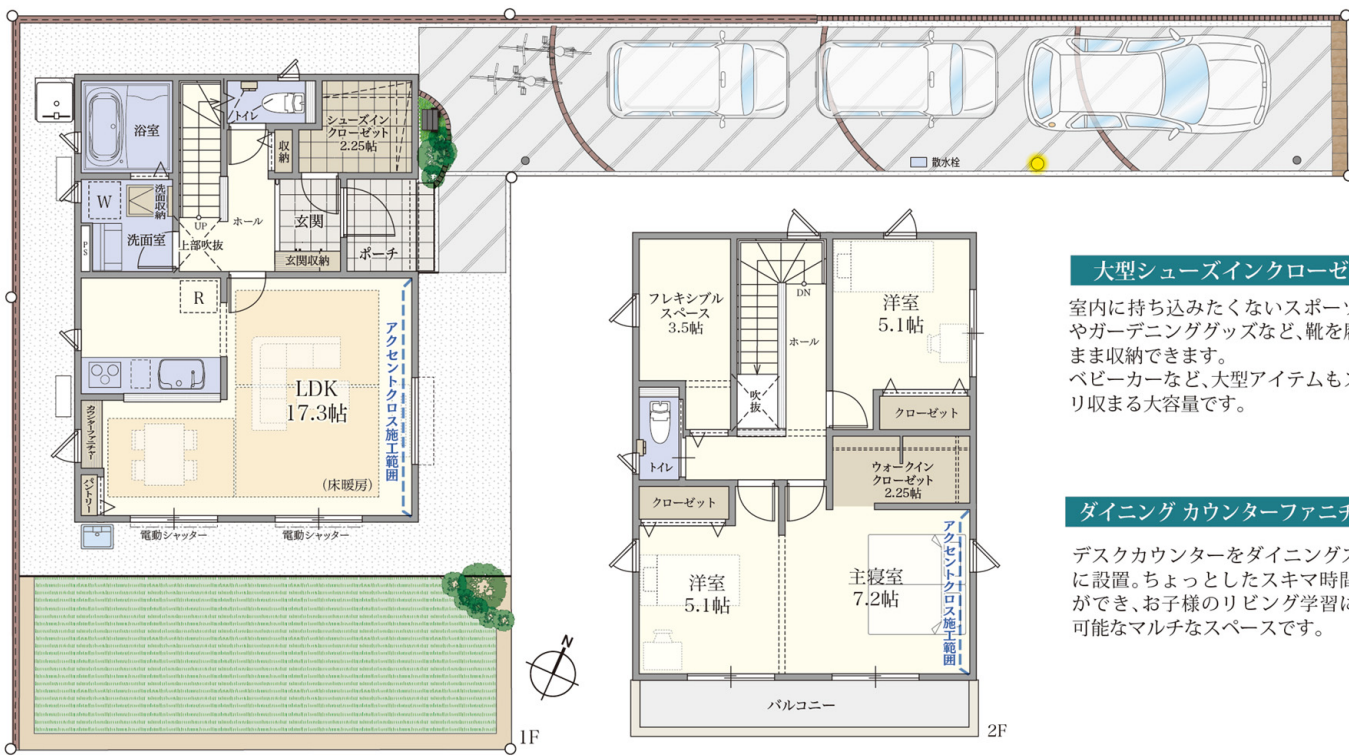 浴室
トイレ
シューズイン
クローゼット
2.25帖
収納
W
洗面収納
洗面室
PS
UP
上部吹抜
ホール
玄関
玄関収納
ポーチ
散水栓
R
LDK
17.3帖
アクセントクロス施工範囲
(床暖房)
カウンターファニチャー
パントリー
電動シャッター
電動シャッター
1F
N
フレキシブル
スペース
3.5帖
DN
ホール
吹抜
洋室
5.1帖
クローゼット
トイレ
クローゼット
ウォークイン
クローゼット
2.25帖
洋室
5.1帖
主寝室
7.2帖
アクセントクロス施工範囲
バルコニー
2F
大型シューズインクローゼ
室内に持ち込みたくないスポー
やガーデニンググッズなど、靴を
まま収納できます。
ベビーカーなど、大型アイテムも
リ収まる大容量です。
ダイニング カウンターファニ
デスクカウンターをダイニング
に設置。ちょっとしたスキマ時間
ができ、お子様のリビング学習に
可能なマルチなスペースです。